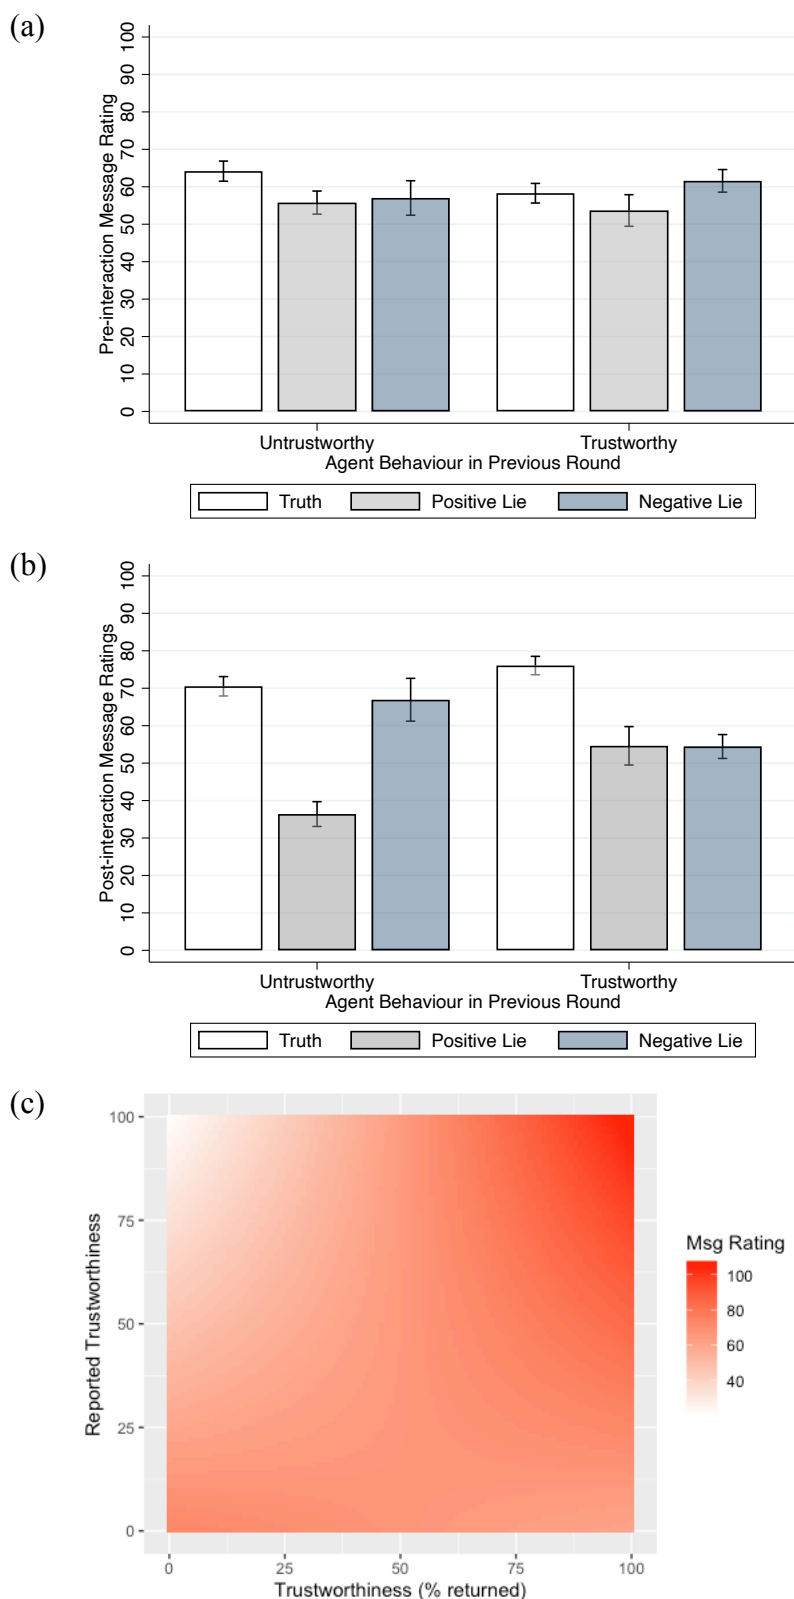 (a)
Pre-interaction Message Rating
100
90
80
70
60
50
40
30
20
10
0
Untrustworthy Trustworthy
Agent Behaviour in Previous Round
Truth Positive Lie Negative Lie
(b)
Post-interaction Message Ratings
100
90
80
70
60
50
40
30
20
10
0
Untrustworthy Trustworthy
Agent Behaviour in Previous Round
Truth Positive Lie Negative Lie
(c)
Reported Trustworthiness
100
75
50
25
0
0 25 50 75 100
Trustworthiness (% returned)
Msg Rating
100
80
60
40